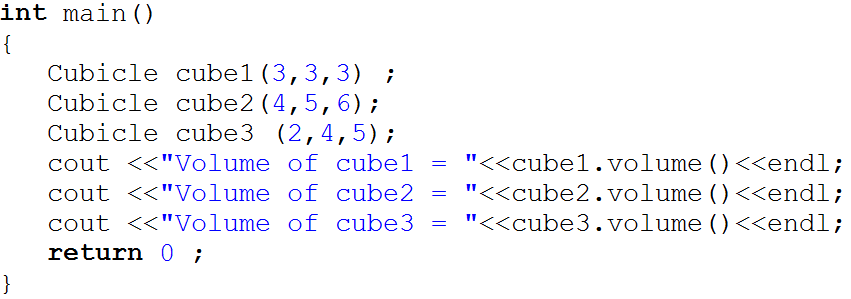 int main()
{
Cubicle cube1(3,3,3) ;
Cubicle cube2(4,5,6);
Cubicle cube3 (2,4,5);
cout <<"Volume of cube1 = "<<cube1.volume()<<endl;
cout <<"Volume of cube2 = "<<cube2.volume()<<endl;
cout <<"Volume of cube3 = "<<cube3.volume()<<endl;
return 0 ;
}